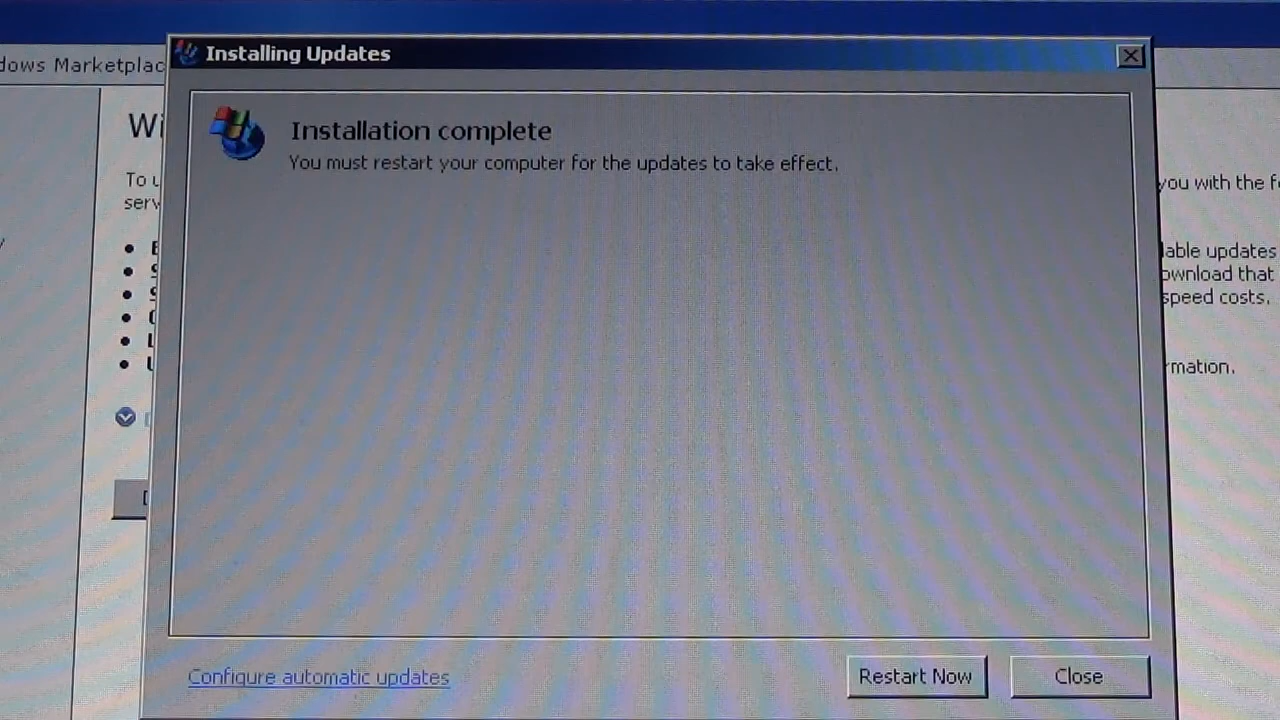 Installing Updates
Marketplac
Installation complete
You must restart your computer for the updates to take effect.
To
you with the
lable updates
ownload that
speed costs.
rmation.
Configure automatic updates
Restart Now
Close